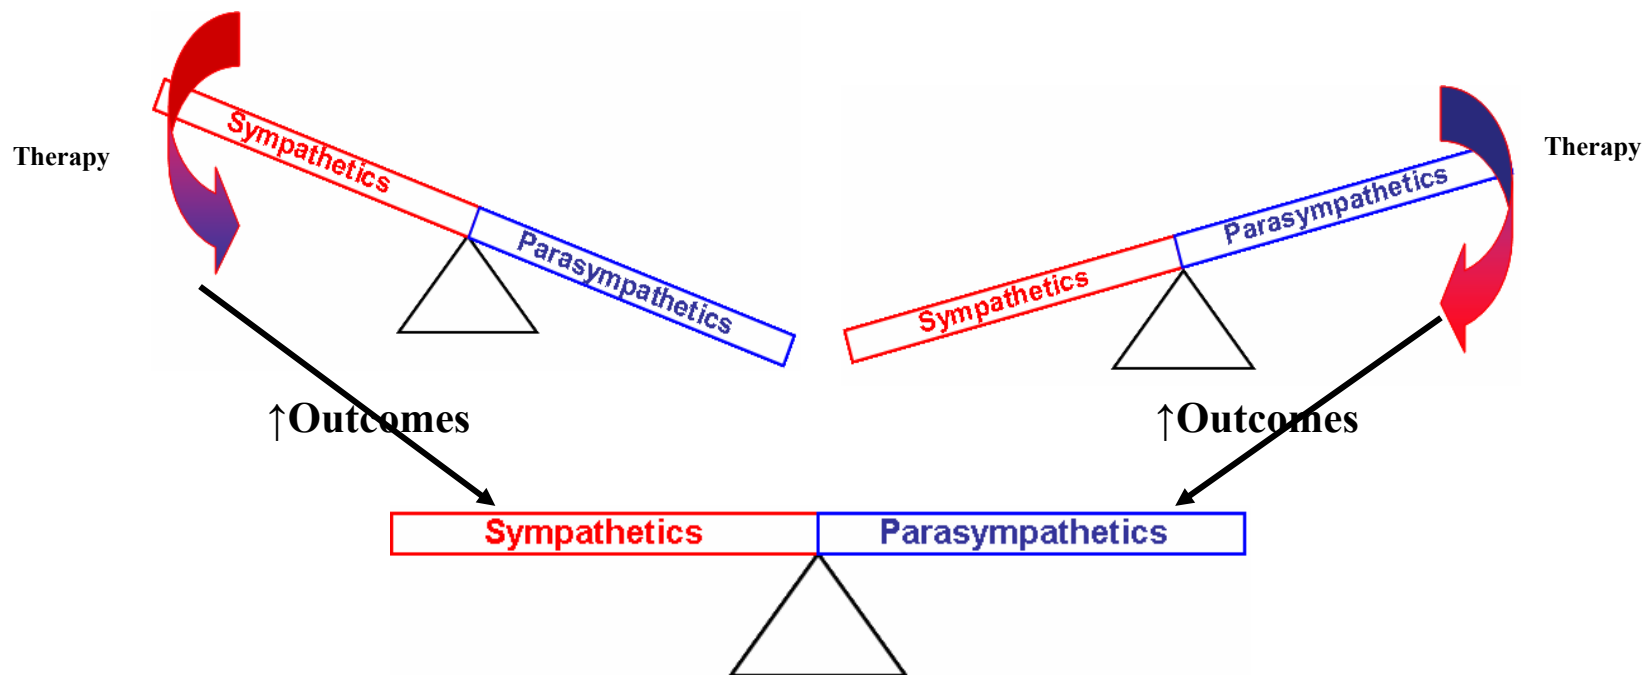 Sympathetics
Parasympathetics
Therapy
Sympathetics
Parasympathetics
Therapy
↑Outcomes
↑Outcomes
Sympathetics
Parasympathetics